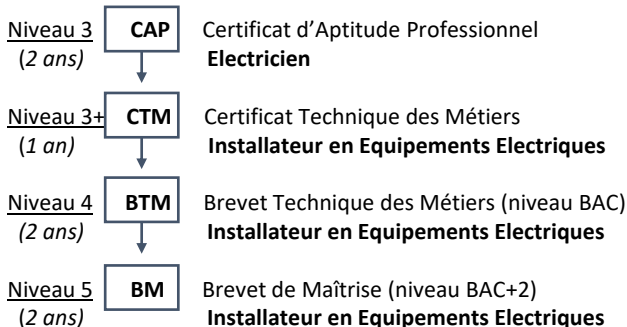 Niveau 3 CAP Certificat d’Aptitude Professionnel
(2 ans) Electricien
Niveau 3+ CTM Certificat Technique des Métiers
(1 an) Installateur en Equipements Electriques
Niveau 4 BTM Brevet Technique des Métiers (niveau BAC)
(2 ans) Installateur en Equipements Electriques
Niveau 5 BM Brevet de Maîtrise (niveau BAC+2)
(2 ans) Installateur en Equipements Electriques